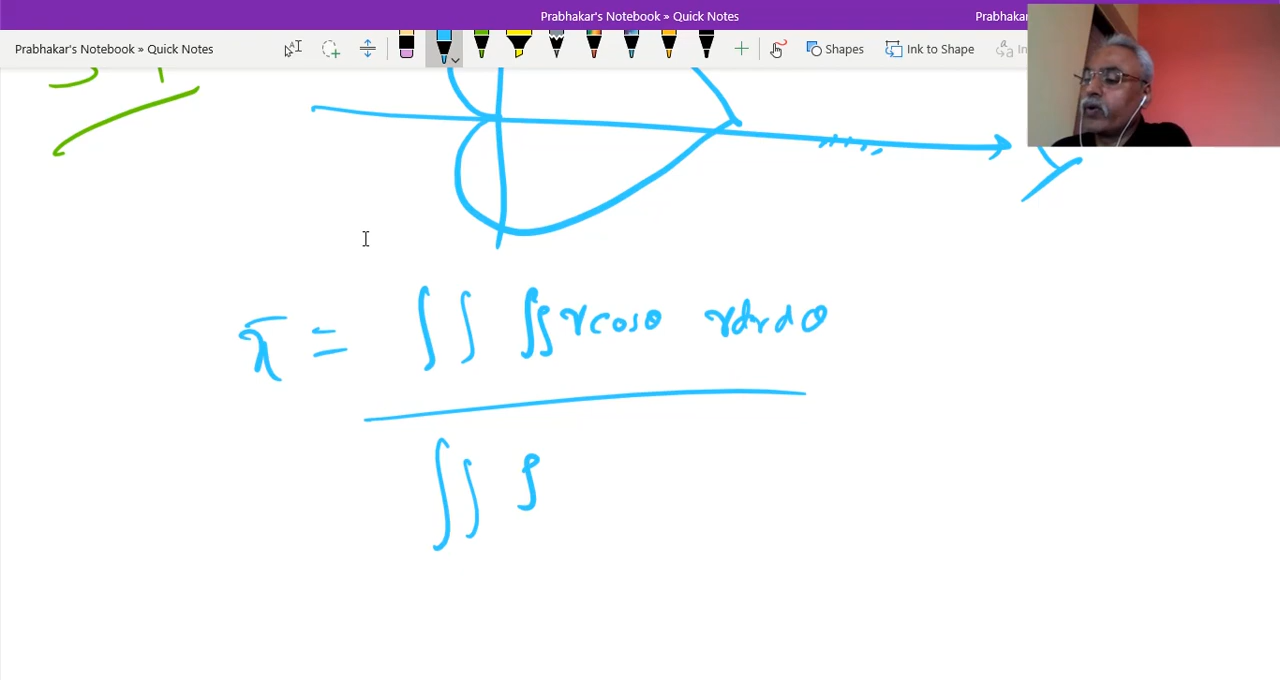 Prabhakar's Notebook » Quick Notes
Prabhakar's Notebook » Quick Notes
Shapes
Ink to Shape
x̄ = ∫∫ ∫∫ r cosθ r dr dθ
∫∫ ρ